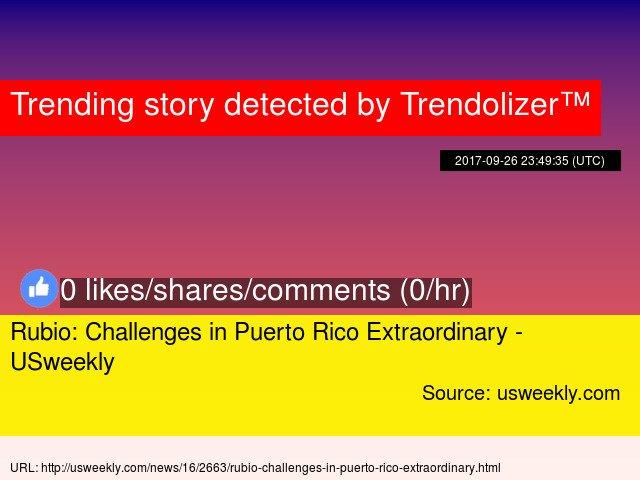 Trending story detected by Trendolizer™
2017-09-26 23:49:35 (UTC)
0 likes/shares/comments (0/hr)
Rubio: Challenges in Puerto Rico Extraordinary -
USweekly
Source: usweekly.com
URL: http://usweekly.com/news/16/2663/rubio-challenges-in-puerto-rico-extraordinary.html